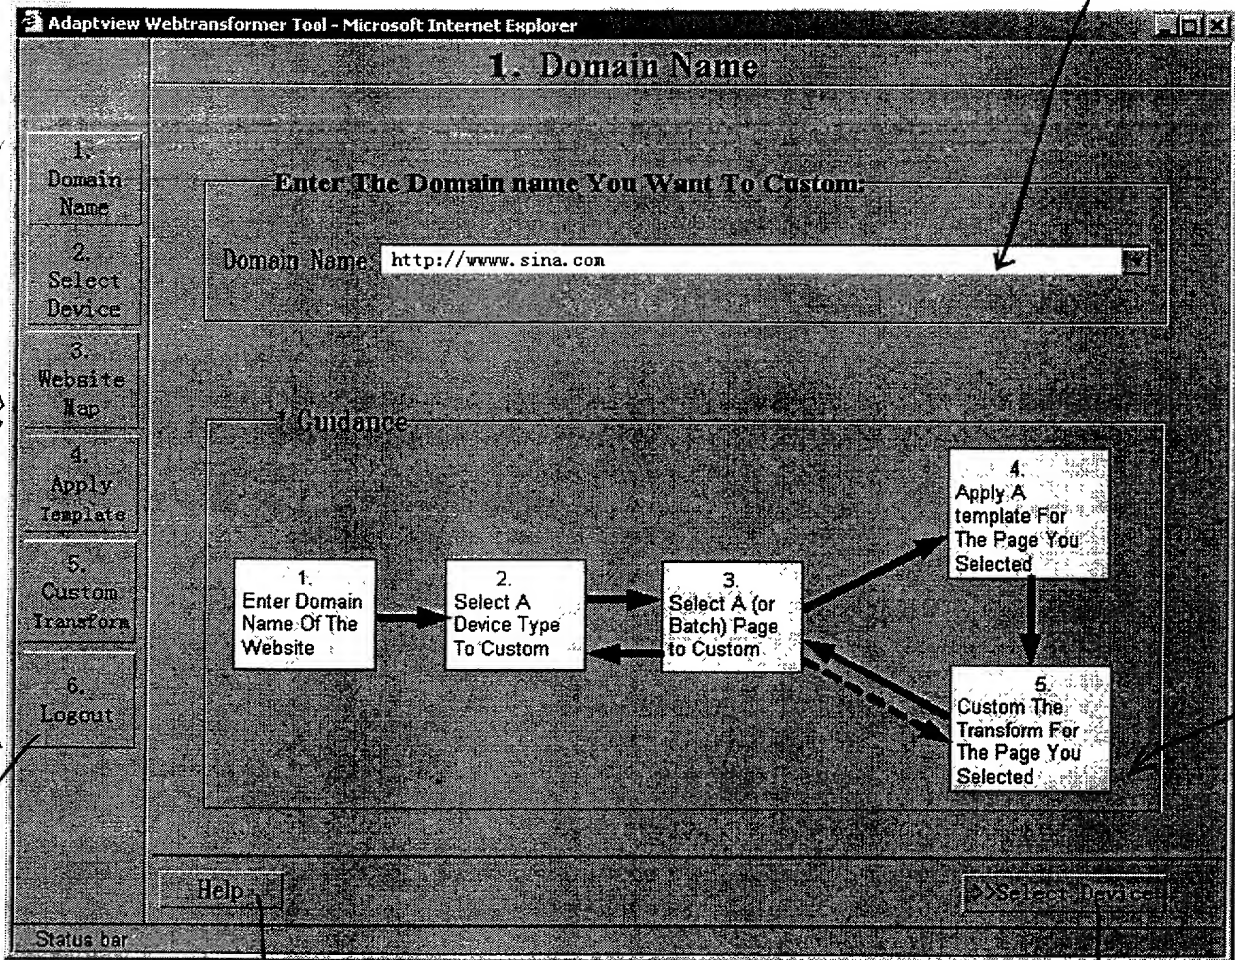 Adaptview Webtransformer Tool - Microsoft Internet Explorer
1. Domain Name
1.
Domain
Name
2.
Select
Device
3.
Website
Map
4.
Apply
Template
5.
Custom
Transform
6.
Logout
Enter The Domain name You Want To Custom:
Domain Name
http://wwww.sina.com
1 Guidance
1.
Enter Domain
Name Of The
Website
2.
Select A
Device Type
To Custom
3.
Select A (or
Batch) Page
to Custom
4.
Apply A
template For
The Page You
Selected
5.
Custom The
Transform For
The Page You
Selected
Help
>>Select Device
Status bar